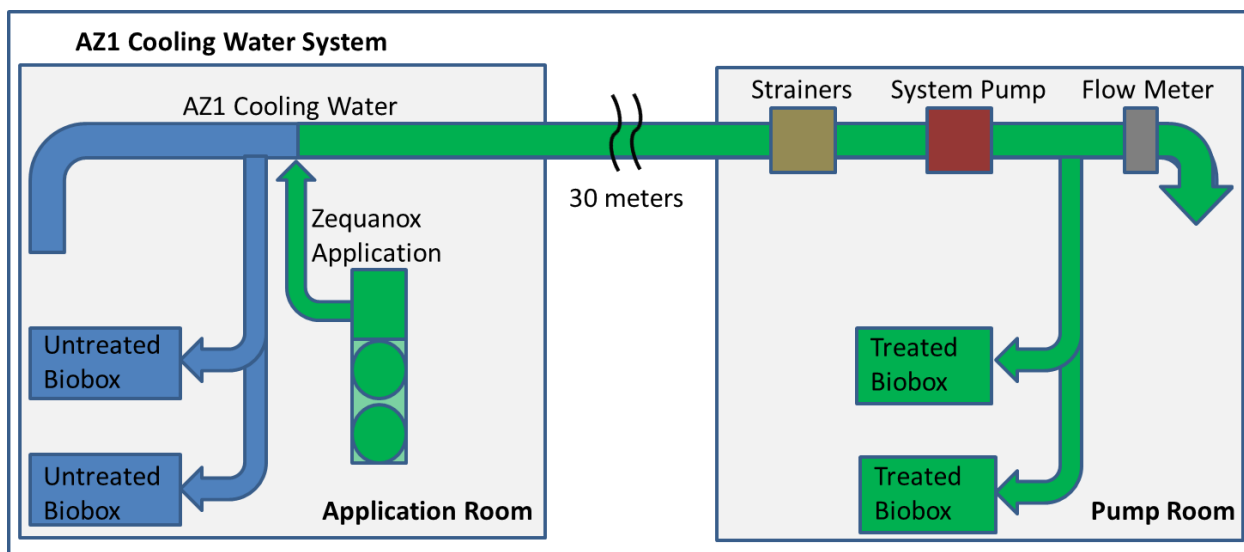 AZ1 Cooling Water System
AZ1 Cooling Water
Zequanox
Application
Untreated
Biobox
Untreated
Biobox
Application Room
30 meters
Strainers
System Pump
Flow Meter
Treated
Biobox
Treated
Biobox
Pump Room